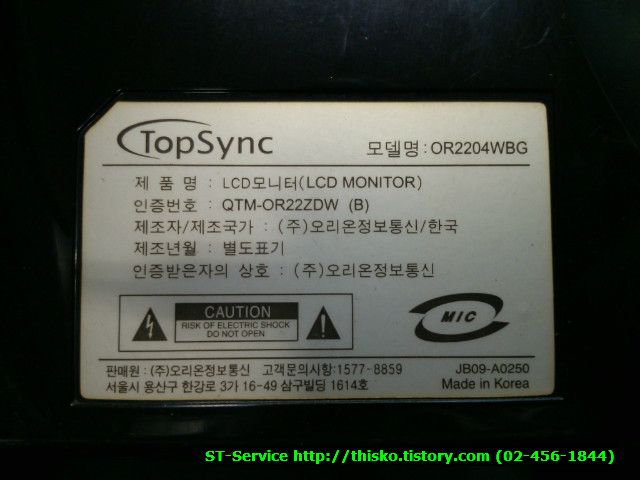 TopSync
모델명: OR2204WBG
제 품 명 : LCD모니터(LCD MONITOR)
인증번호 : QTM-OR22ZDW (B)
제조자/제조국가 : (주)오리온정보통신/한국
제조년월 : 별도표기
인증받은자의 상호 : (주)오리온정보통신
CAUTION
RISK OF ELECTRIC SHOCK
DO NOT OPEN
MIC
판매원 : (주)오리온정보통신 고객문의사항:1577-8859
서울시 용산구 한강로 3가 16-49 삼구빌딩 1614호
JB09-A0250
Made in Korea
ST-Service http://thisko.tistory.com (02-456-1844)